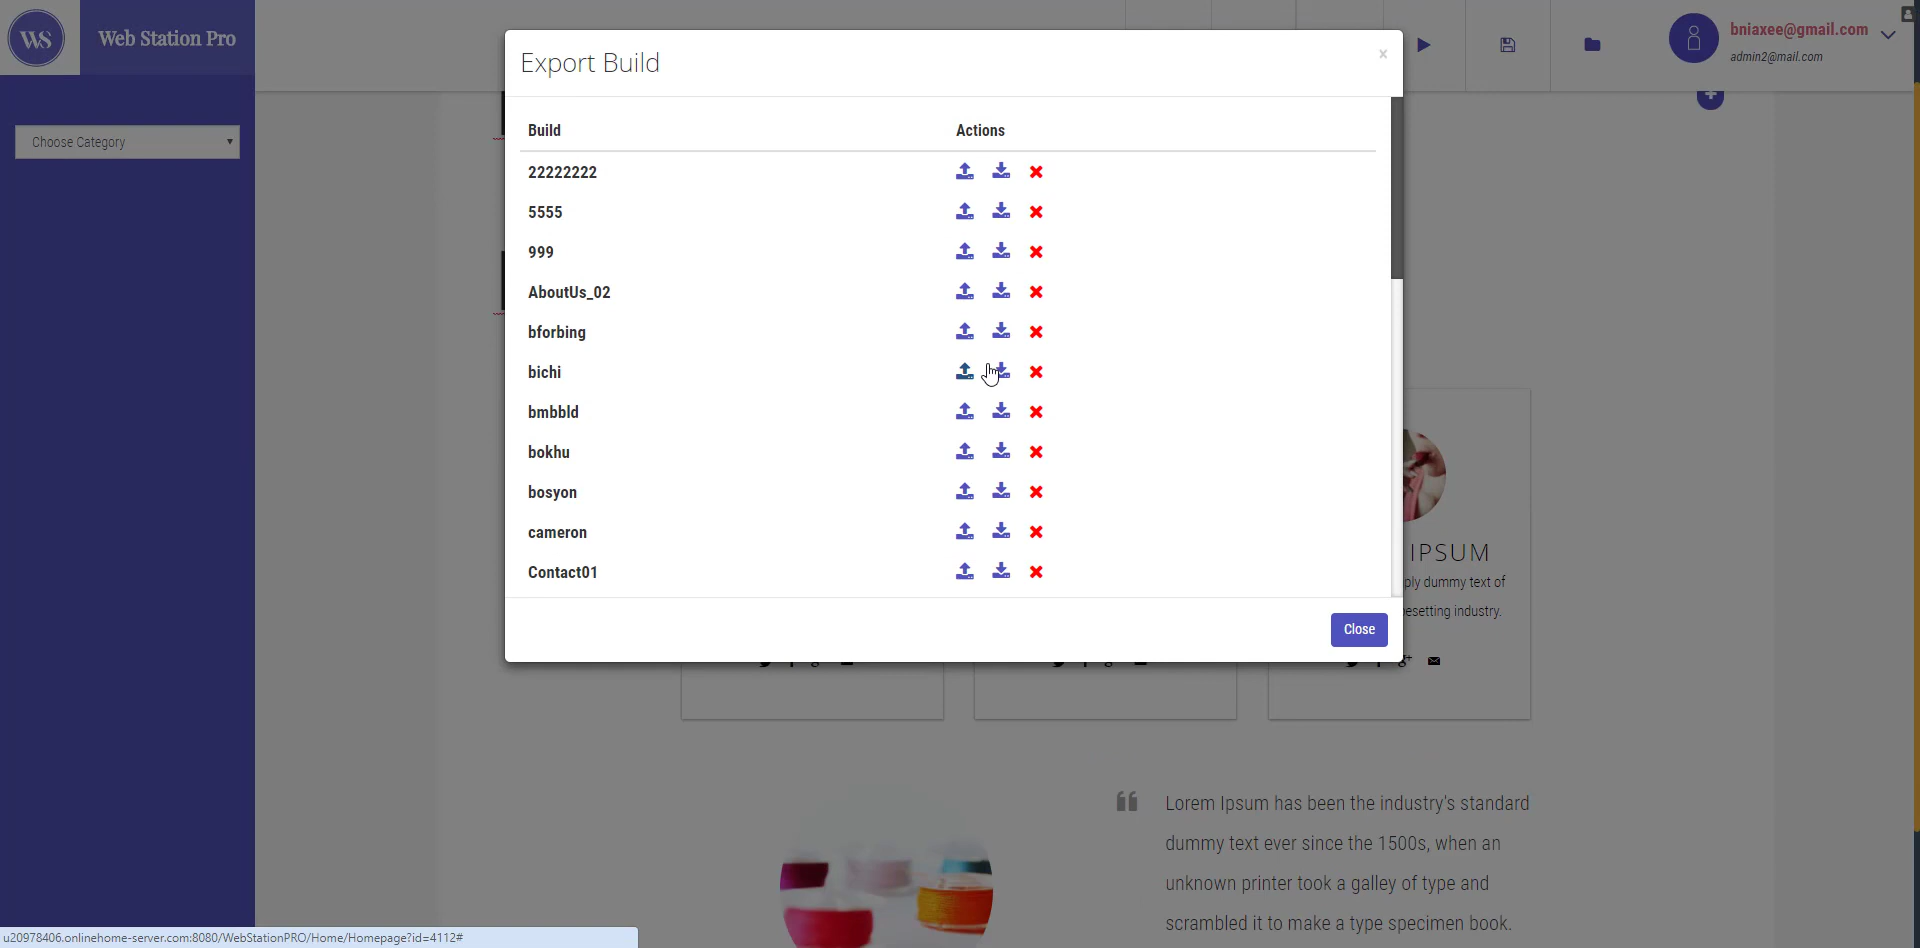 WS
Web Station Pro
bniaxee@gmail.com
admin2@mail.com
Choose Category
Export Build
×
Build Actions
22222222
5555
999
AboutUs_02
bforbing
bichi
bmbbld
bokhu
bosyon
cameron
Contact01
Close
IPSUM
ply dummy text of
esetting industry.
Lorem Ipsum has been the industry's standard
dummy text ever since the 1500s, when an
unknown printer took a galley of type and
scrambled it to make a type specimen book.
u20978406.onlinehome-server.com:8080/WebStationPRO/Home/Homepage?id=4112#